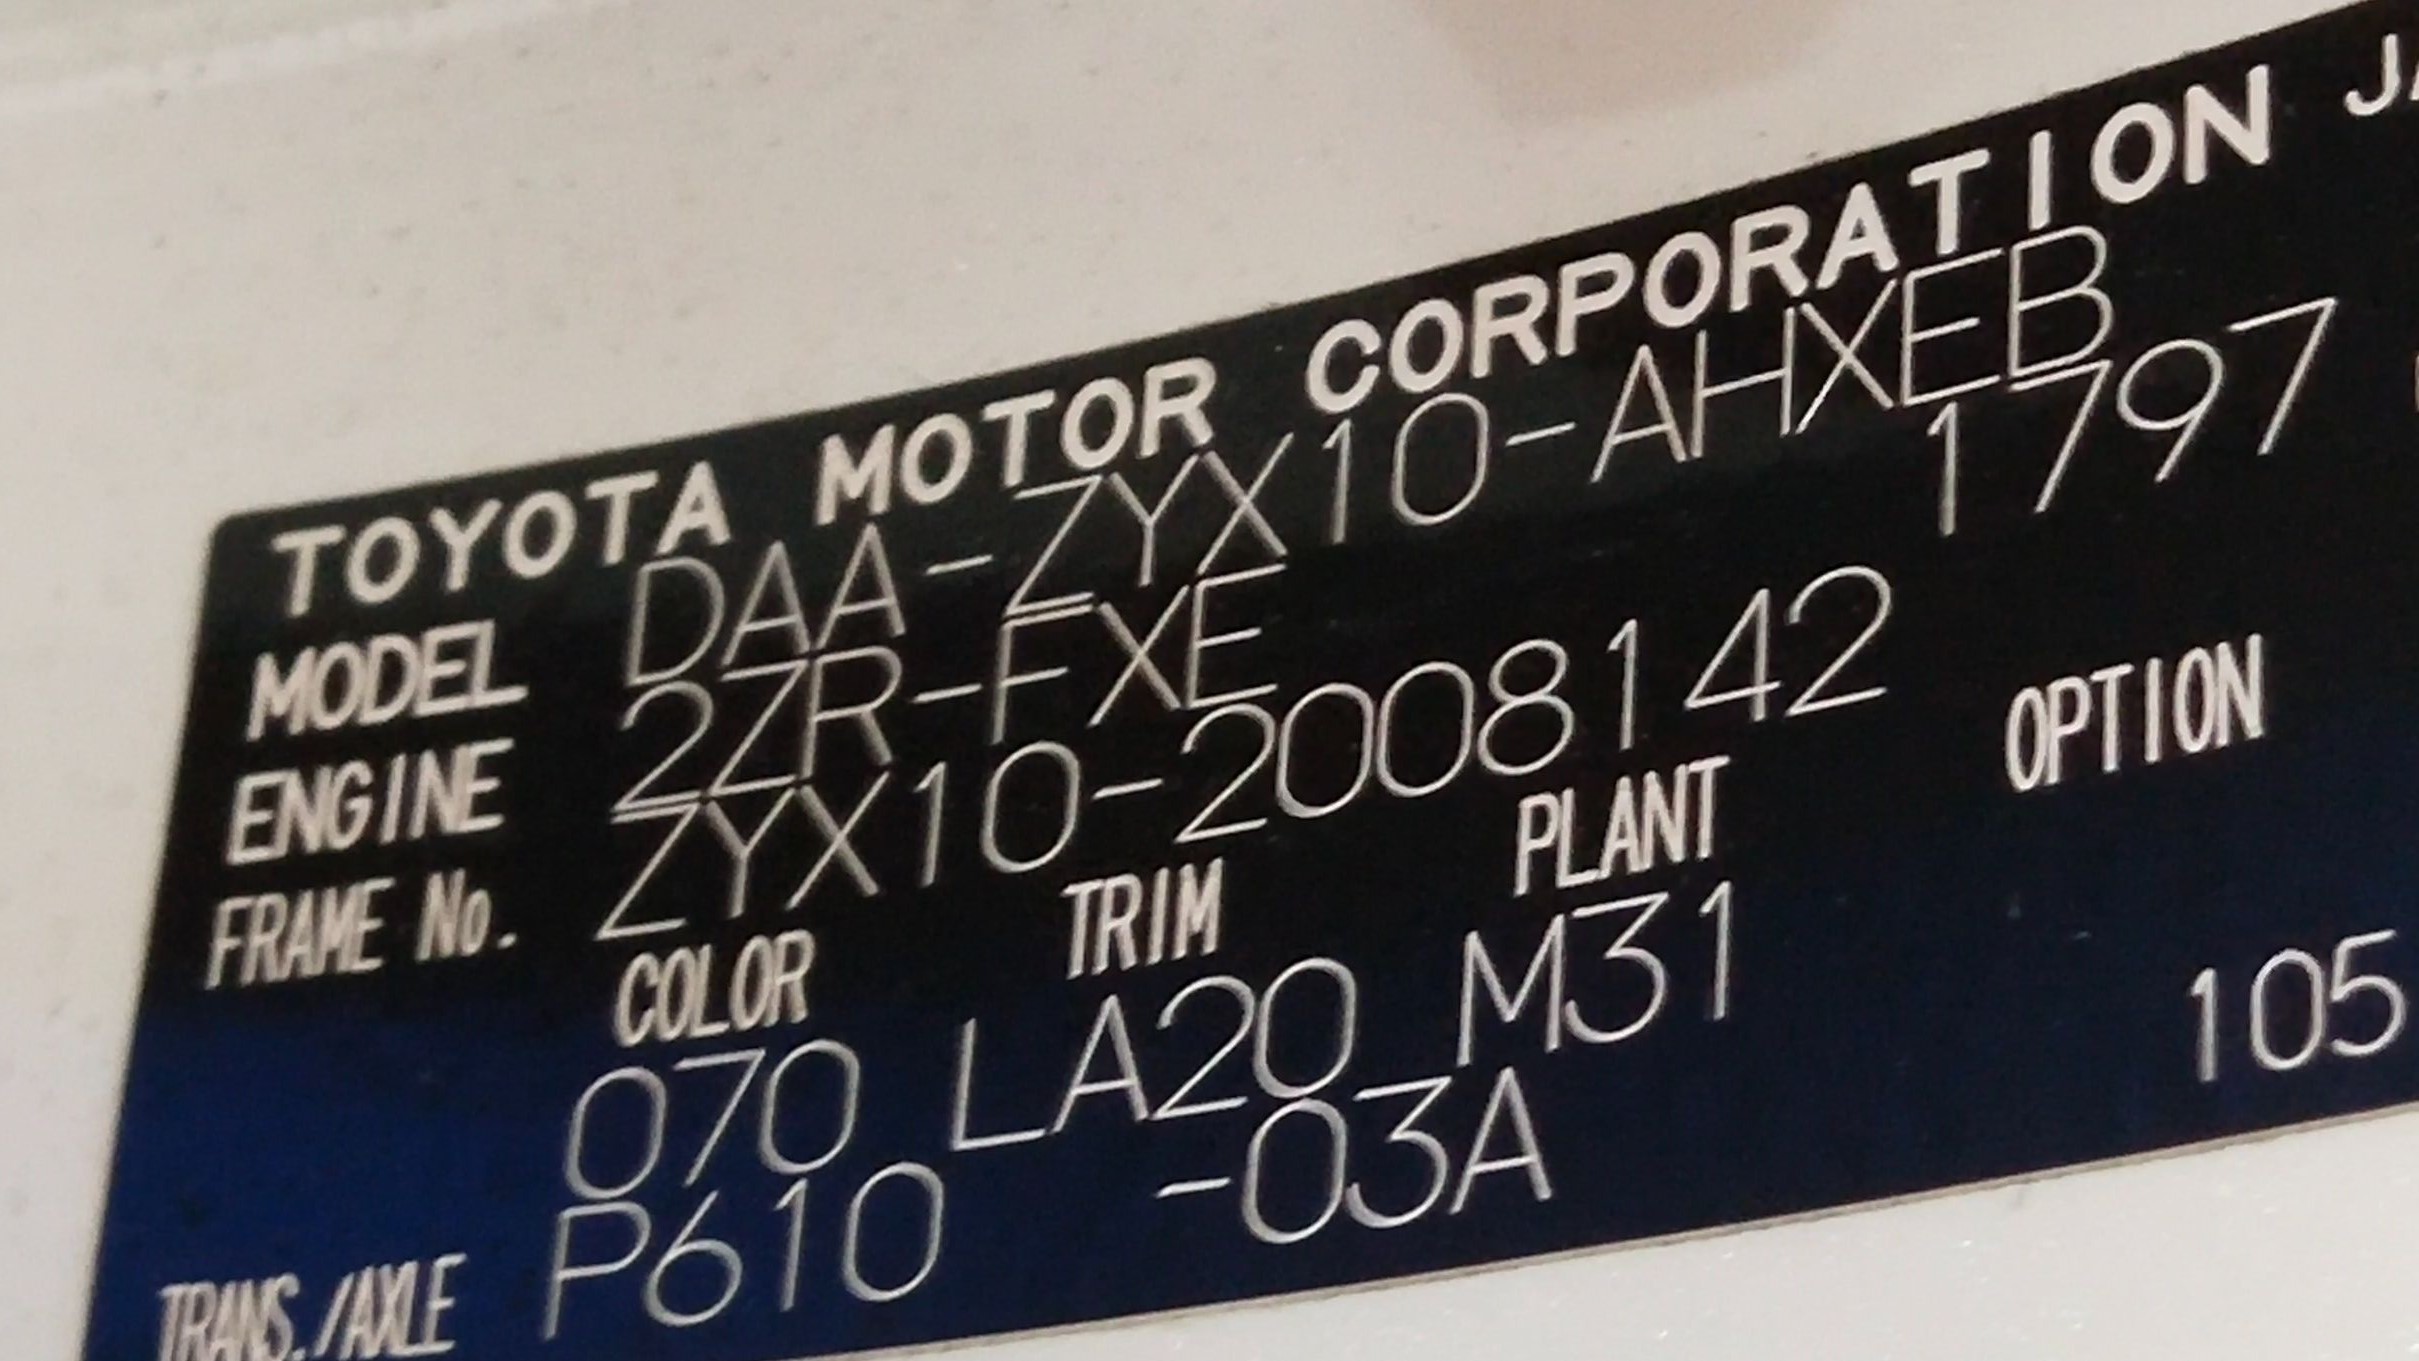 TOYOTA MOTOR CORPORATION JA
MODEL DAA-ZYX10-AHXEB
ENGINE 2ZR-FXE 1797
FRAME No. ZYX10-2008142
COLOR TRIM PLANT OPTION
070 LA20 M31
TRANS./AXLE P610 -03A 105